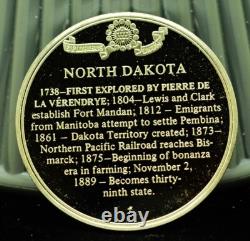 NORTH DAKOTA
1738—FIRST EXPLORED BY PIERRE DE
LA VÉRENDRYE; 1804—Lewis and Clark
establish Fort Mandan; 1812 – Emigrants
from Manitoba attempt to settle Pembina;
1861 - Dakota Territory created; 1873—
Northern Pacific Railroad reaches Bis-
marck; 1875—Beginning of bonanza
era in farming; November 2,
1889 – Becomes thirty-
ninth state.